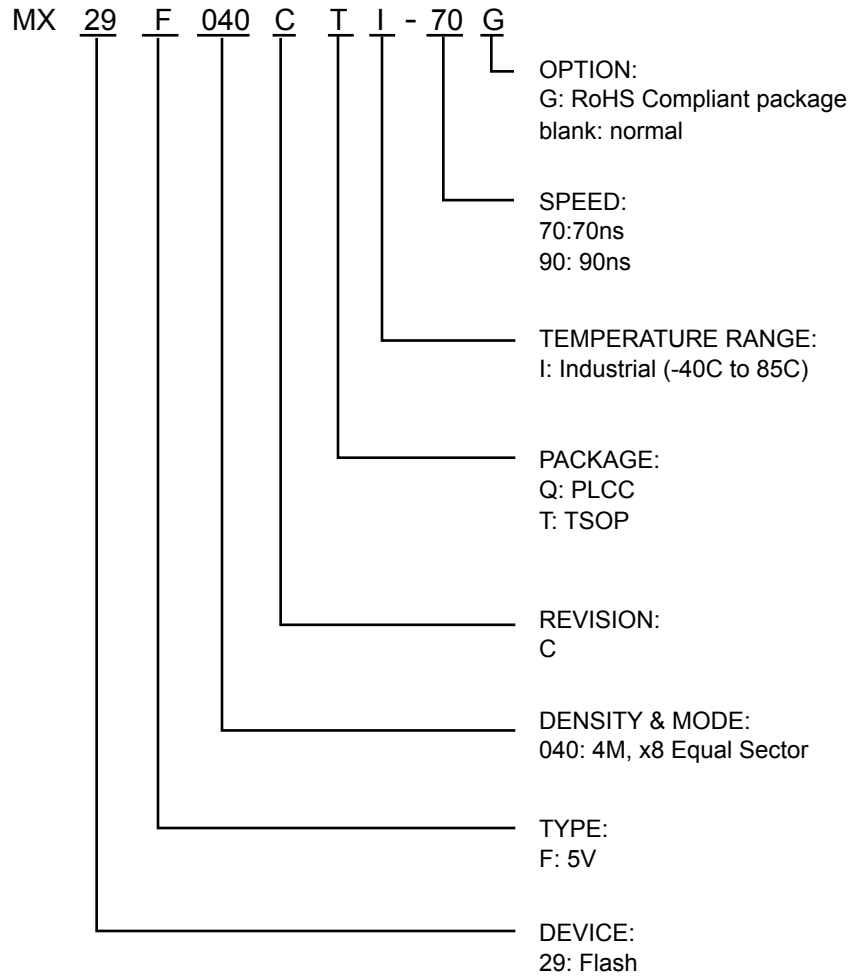 MX 29 F 040 C T I - 70 G
OPTION:
G: RoHS Compliant package
blank: normal
SPEED:
70:70ns
90: 90ns
TEMPERATURE RANGE:
I: Industrial (-40C to 85C)
PACKAGE:
Q: PLCC
T: TSOP
REVISION:
C
DENSITY & MODE:
040: 4M, x8 Equal Sector
TYPE:
F: 5V
DEVICE:
29: Flash